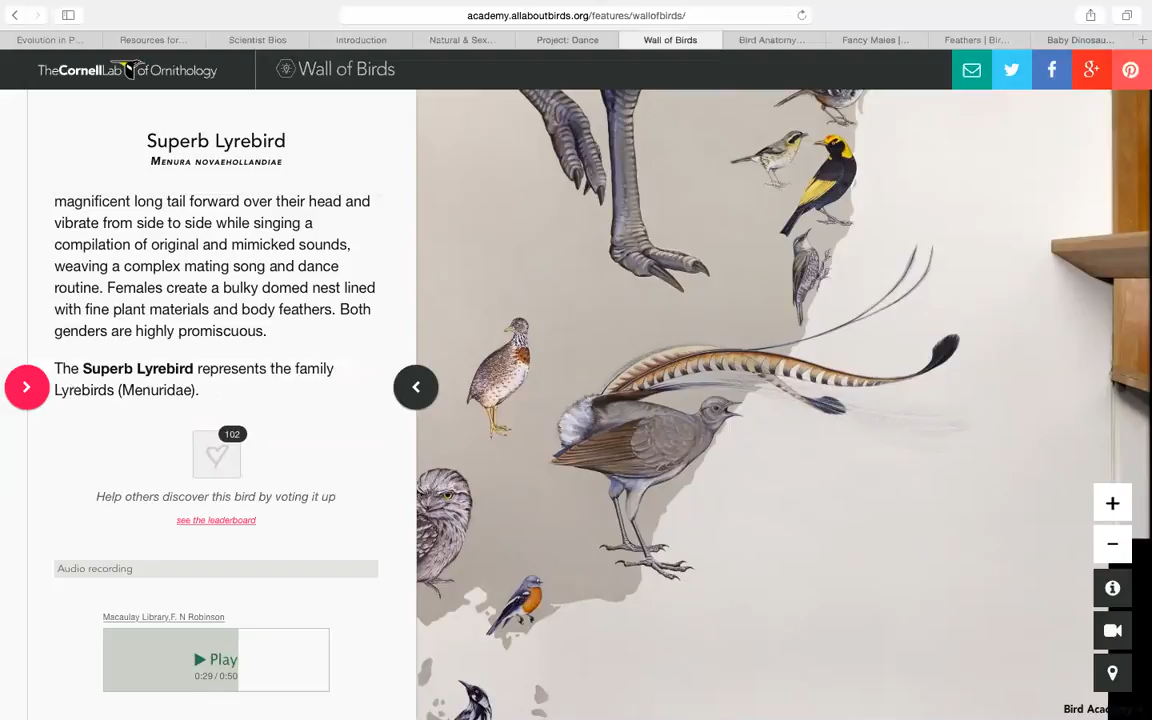 academy.allaboutbirds.org/features/wallofbirds/
Evolution in P...
Resources for...
Scientist Bios
Introduction
Natural & Sex...
Project: Dance
Wall of Birds
Bird Anatomy...
Fancy Males |...
Feathers | Bir...
Baby Dinosau...
TheCornellLab of Ornithology
Wall of Birds
Superb Lyrebird
MENURA NOVAEHOLLANDIAE
magnificent long tail forward over their head and
vibrate from side to side while singing a
compilation of original and mimicked sounds,
weaving a complex mating song and dance
routine. Females create a bulky domed nest lined
with fine plant materials and body feathers. Both
genders are highly promiscuous.
The Superb Lyrebird represents the family
Lyrebirds (Menuridae).
102
Help others discover this bird by voting it up
see the leaderboard
Audio recording
Macaulay Library,F. N Robinson
Play
0:29 / 0:50
Bird Aca